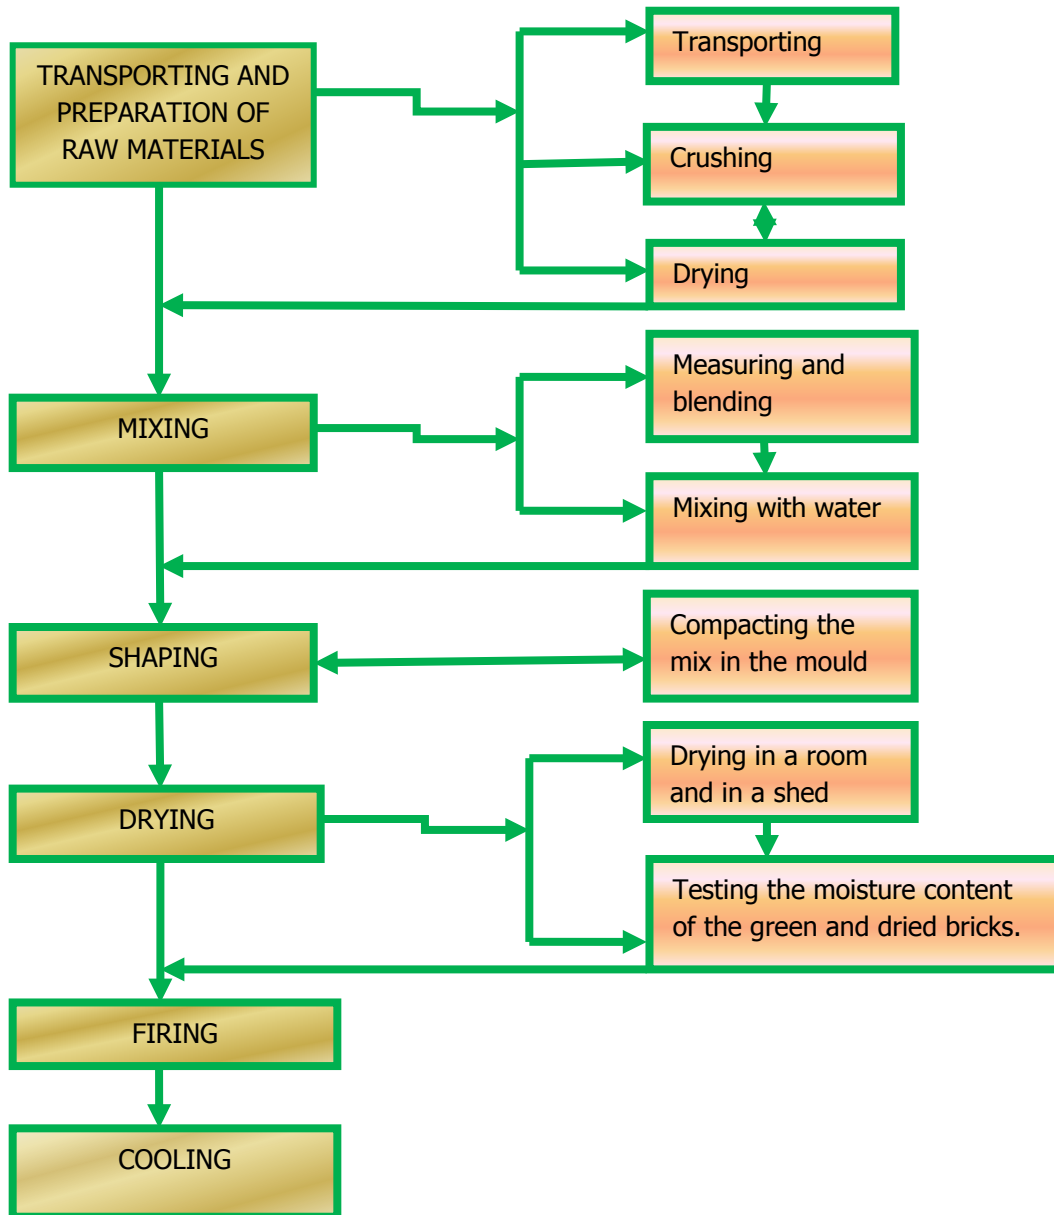 TRANSPORTING AND
PREPARATION OF
RAW MATERIALS
Transporting
Crushing
Drying
MIXING
Measuring and
blending
Mixing with water
SHAPING
Compacting the
mix in the mould
DRYING
Drying in a room
and in a shed
Testing the moisture content
of the green and dried bricks.
FIRING
COOLING